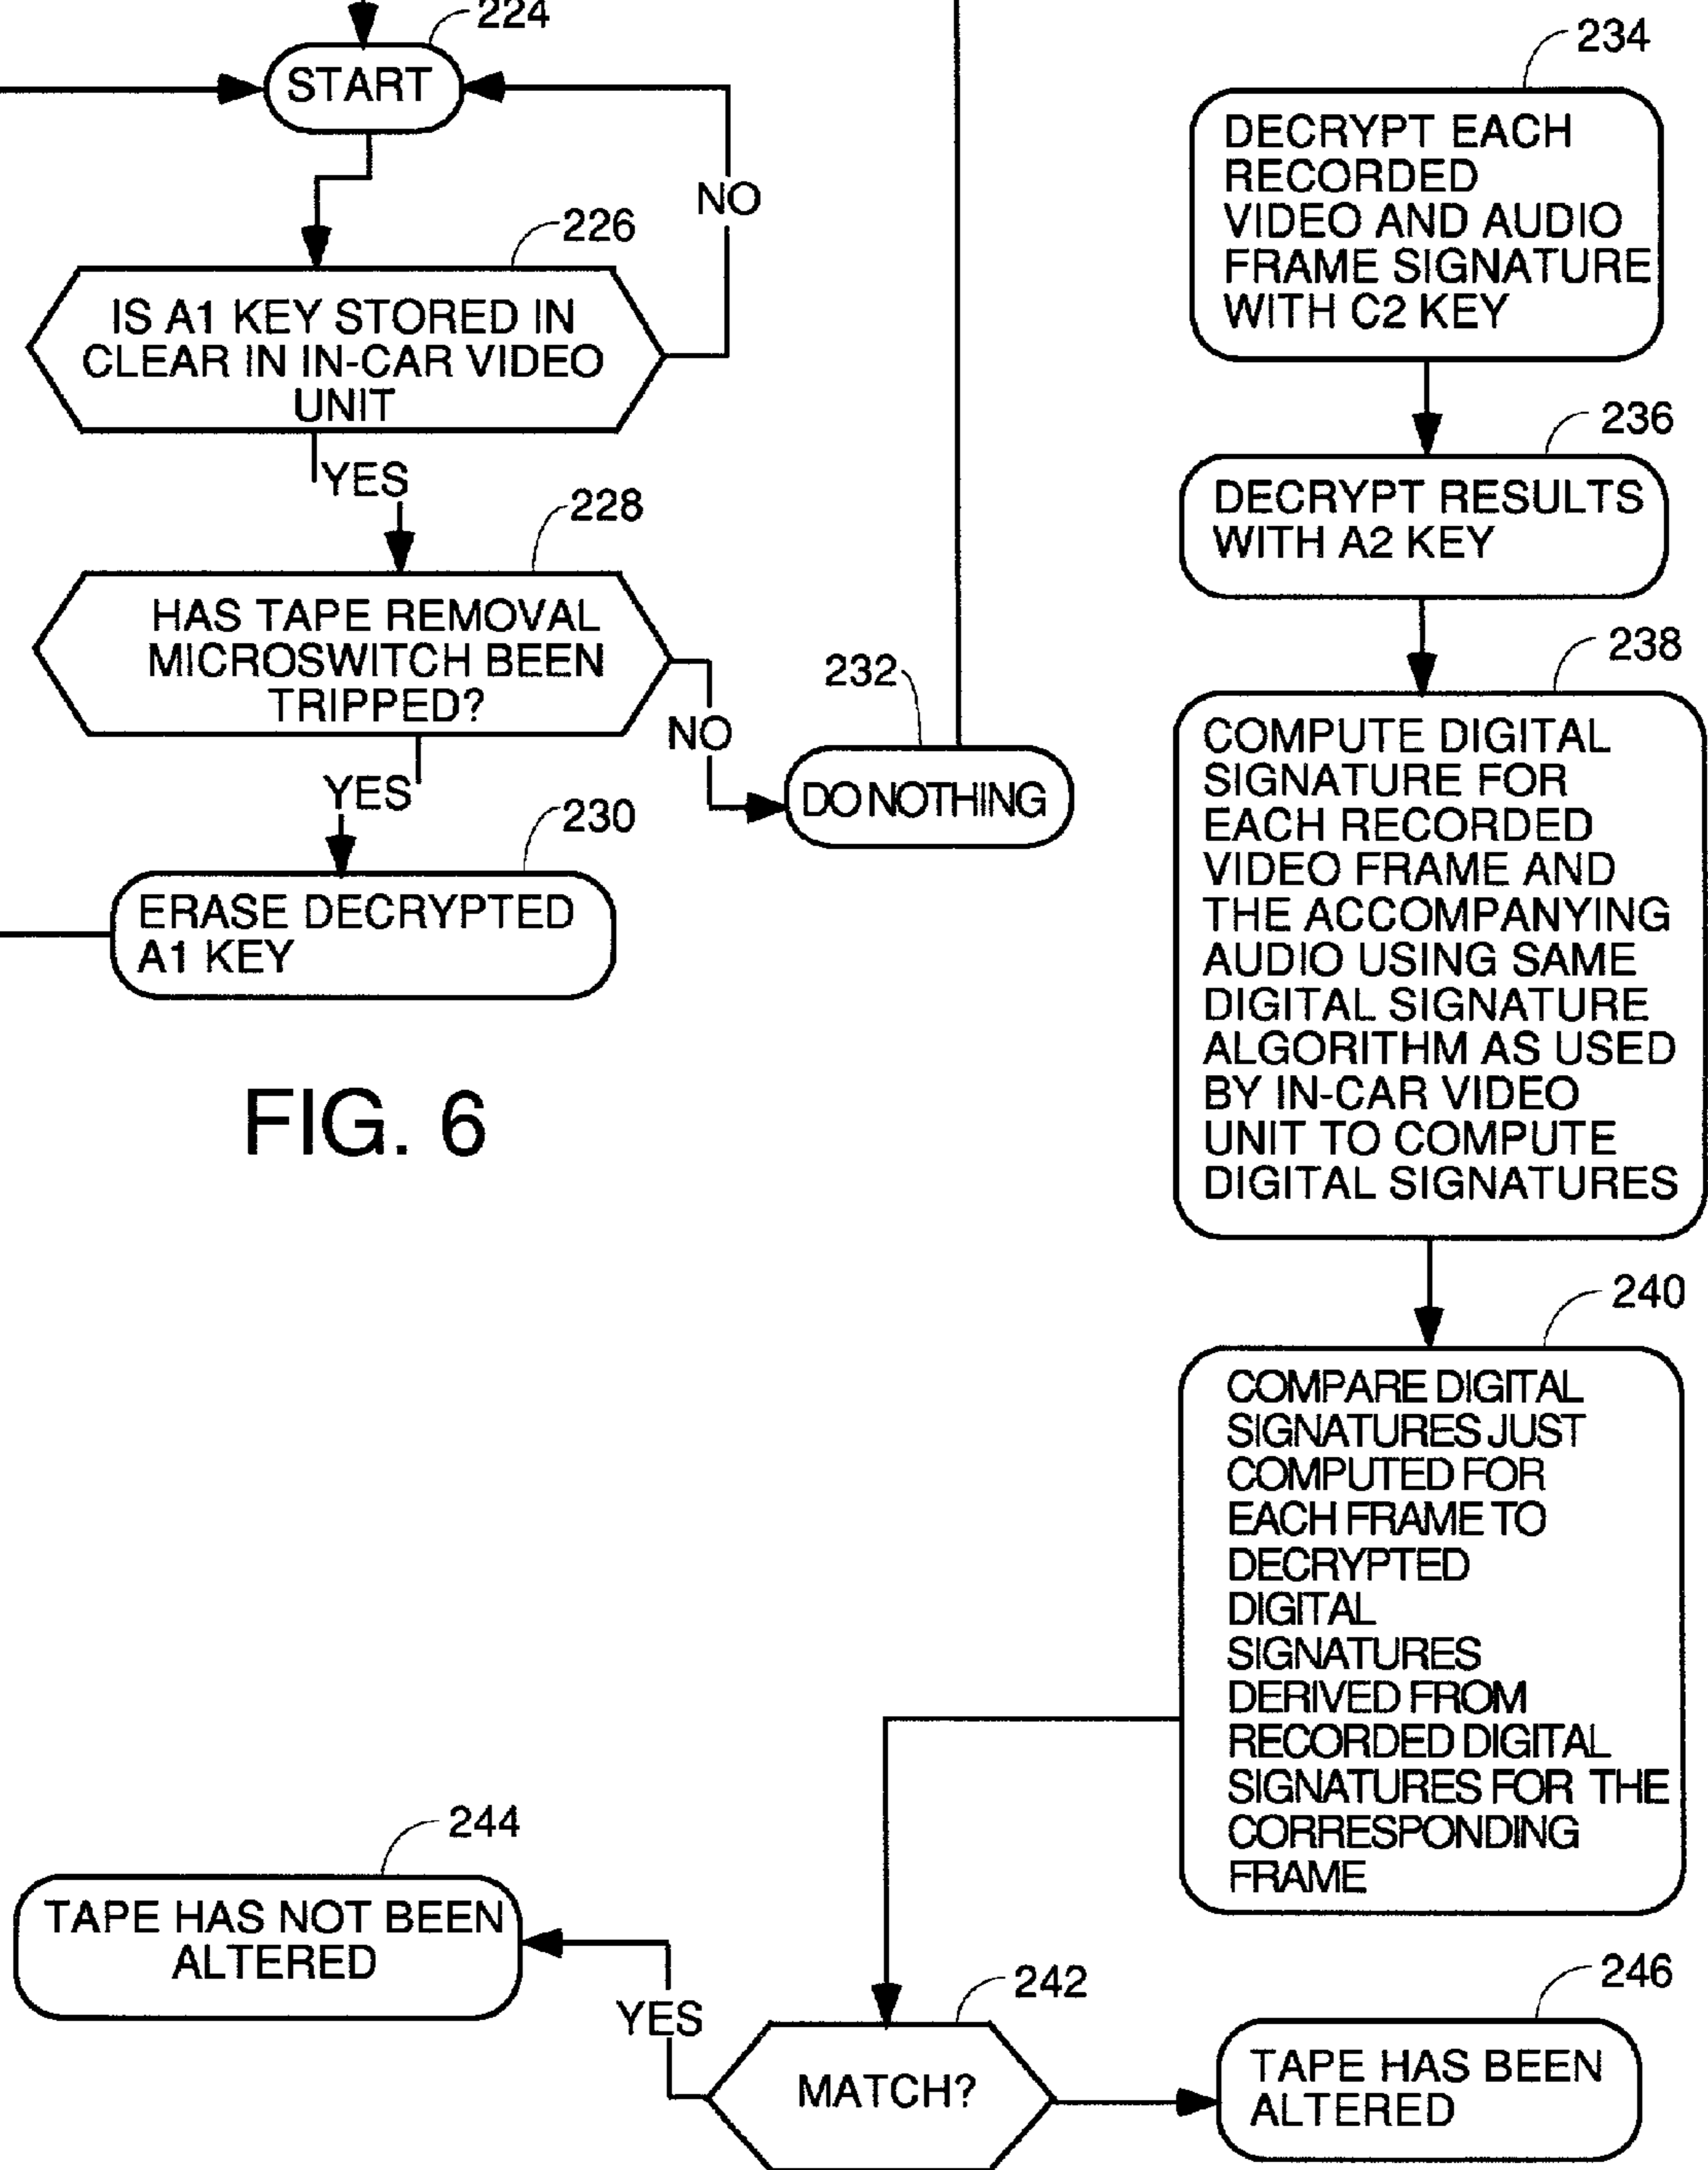 224
START
NO
226
IS A1 KEY STORED IN
CLEAR IN IN-CAR VIDEO
UNIT
YES
228
HAS TAPE REMOVAL
MICROSWITCH BEEN
TRIPPED?
NO
232
DO NOTHING
YES
230
ERASE DECRYPTED
A1 KEY
FIG. 6
234
DECRYPT EACH
RECORDED
VIDEO AND AUDIO
FRAME SIGNATURE
WITH C2 KEY
236
DECRYPT RESULTS
WITH A2 KEY
238
COMPUTE DIGITAL
SIGNATURE FOR
EACH RECORDED
VIDEO FRAME AND
THE ACCOMPANYING
AUDIO USING SAME
DIGITAL SIGNATURE
ALGORITHM AS USED
BY IN-CAR VIDEO
UNIT TO COMPUTE
DIGITAL SIGNATURES
240
COMPARE DIGITAL
SIGNATURES JUST
COMPUTED FOR
EACH FRAME TO
DECRYPTED
DIGITAL
SIGNATURES
DERIVED FROM
RECORDED DIGITAL
SIGNATURES FOR THE
CORRESPONDING
FRAME
244
TAPE HAS NOT BEEN
ALTERED
YES
242
MATCH?
246
TAPE HAS BEEN
ALTERED